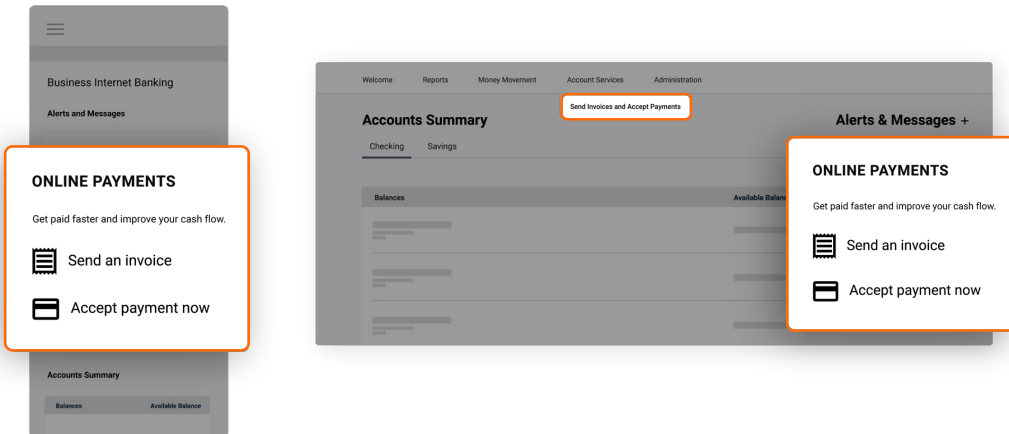 Business Internet Banking
Alerts and Messages
ONLINE PAYMENTS
Get paid faster and improve your cash flow.
Send an invoice
Accept payment now
Accounts Summary
Balances Available Balance
Welcome Reports Money Movement Account Services Administration
Send Invoices and Accept Payments
Accounts Summary
Alerts & Messages +
Checking Savings
Balances Available
ONLINE PAYMENTS
Get paid faster and improve your cash flow.
Send an invoice
Accept payment now